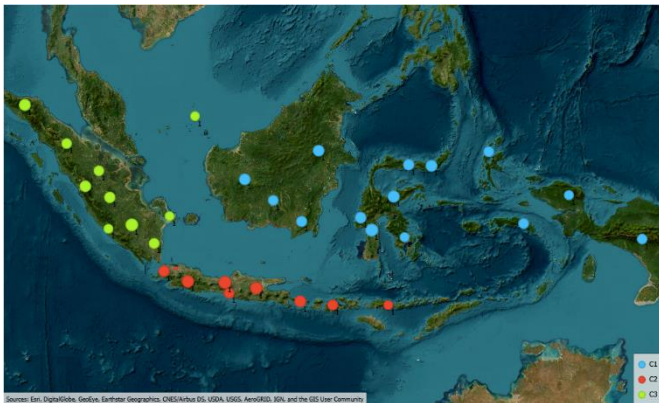 C1
C2
C3
Sources: Esri, DigitalGlobe, GeoEye, Earthstar Geographics, CNES/Airbus DS, USDA, USGS, AeroGRID, IGN, and the GIS User Community